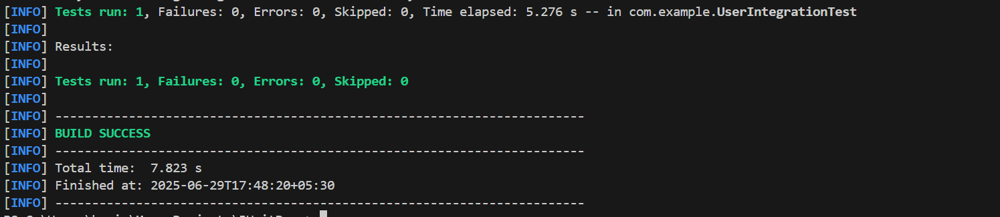 [INFO] Tests run: 1, Failures: 0, Errors: 0, Skipped: 0, Time elapsed: 5.276 s -- in com.example.UserIntegrationTest
[INFO]
[INFO] Results:
[INFO]
[INFO] Tests run: 1, Failures: 0, Errors: 0, Skipped: 0
[INFO]
[INFO] ------------------------------------------------------------------------
[INFO] BUILD SUCCESS
[INFO] ------------------------------------------------------------------------
[INFO] Total time:  7.823 s
[INFO] Finished at: 2025-06-29T17:48:20+05:30
[INFO] ------------------------------------------------------------------------